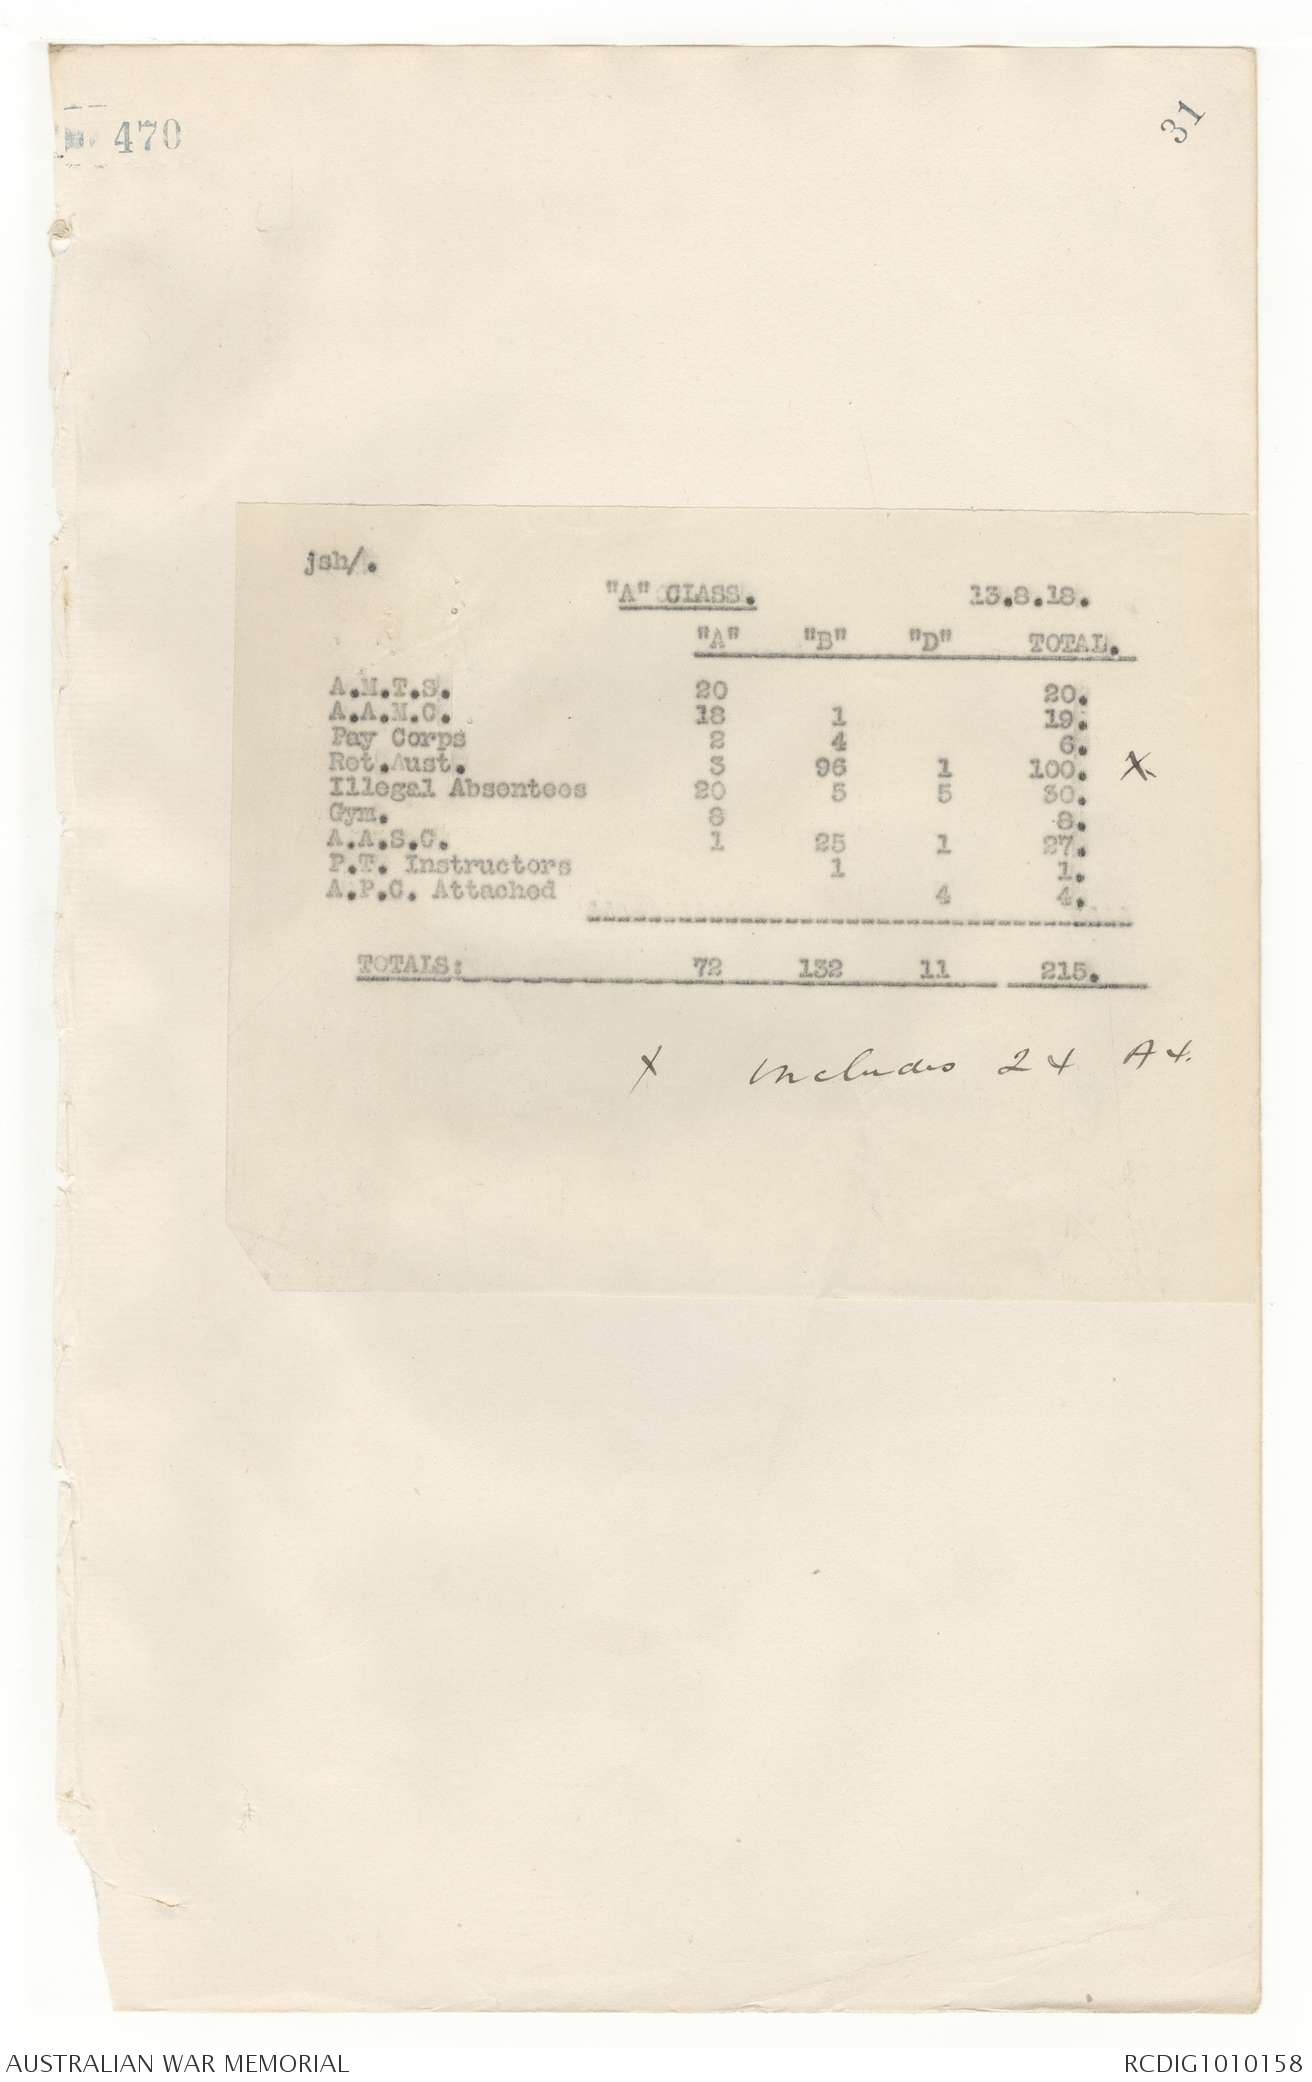 470
31
jsh/.
"A" CLASS. 13.8.18.
"A" "B" "D" TOTAL.
A.M.T.S. 20 20.
A.A.M.C. 18 1 19.
Pay Corps 2 4 6.
Ret.Aust. 3 96 1 100. X
Illegal Absentees 20 5 5 30.
Gym. 8 8.
A.A.S.C. 1 25 1 27.
P.T. Instructors 1 1.
A.P.C. Attached 4 4.
TOTALS: 72 132 11 215.
X includes 24 A4.
AUSTRALIAN WAR MEMORIAL RCDIG1010158